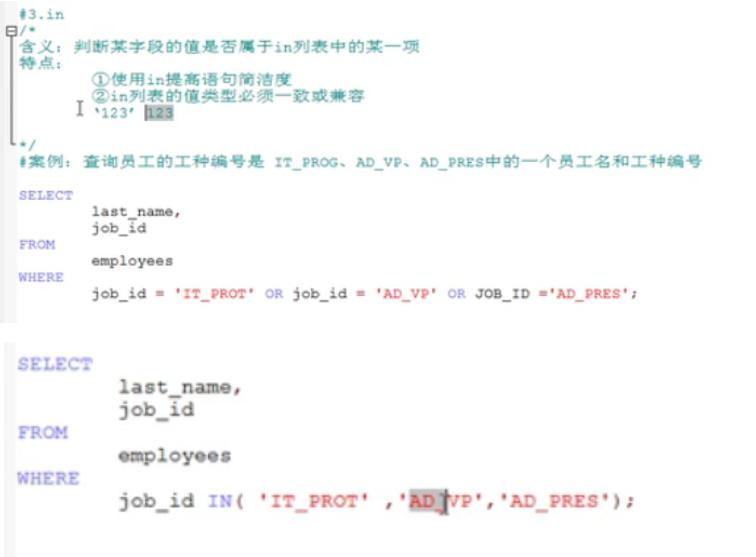 #3.in
/*
含义：判断某字段的值是否属于in列表中的某一项
特点：
①使用in提高语句简洁度
②in列表的值类型必须一致或兼容
‘123’ 123
*/
#案例：查询员工的工种编号是 IT_PROG、AD_VP、AD_PRES中的一个员工名和工种编号
SELECT
last_name,
job_id
FROM
employees
WHERE
job_id = 'IT_PROT' OR job_id = 'AD_VP' OR JOB_ID ='AD_PRES';
SELECT
last_name,
job_id
FROM
employees
WHERE
job_id IN( 'IT_PROT' ,'AD_VP','AD_PRES');